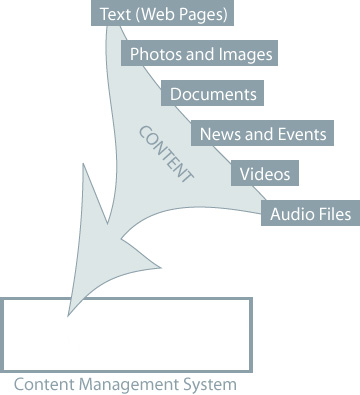 Text (Web Pages)
Photos and Images
Documents
News and Events
Videos
Audio Files
CONTENT
Content Management System